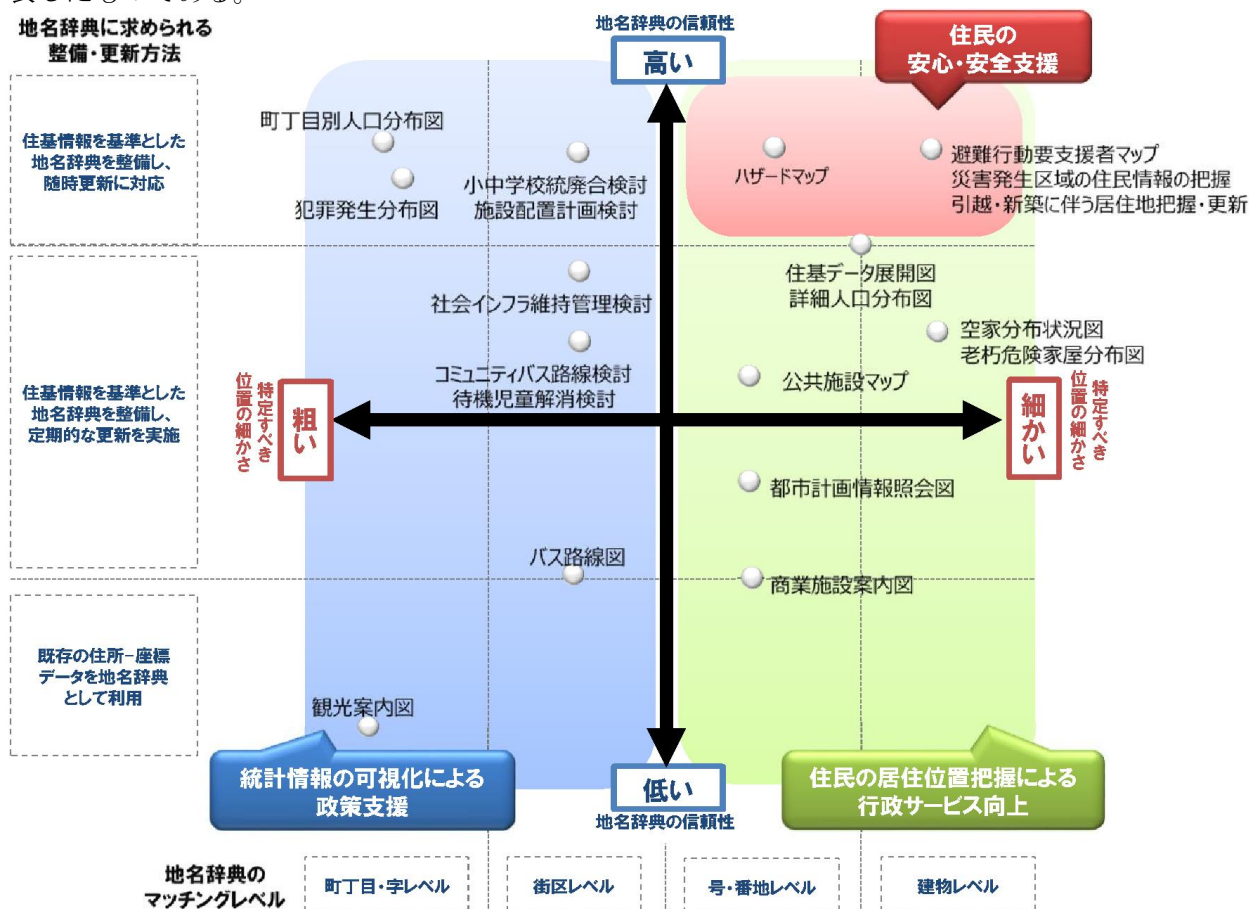 地名辞典に求められる
整備・更新方法
地名辞典の信頼性
高い
住民の
安心・安全支援
住基情報を基準とした
地名辞典を整備し、
随時更新に対応
町丁目別人口分布図
犯罪発生分布図
小中学校統廃合検討
施設配置計画検討
ハザードマップ
避難行動要支援者マップ
災害発生区域の住民情報の把握
引越・新築に伴う居住地把握・更新
住基データ展開図
詳細人口分布図
社会インフラ維持管理検討
空家分布状況図
老朽危険家屋分布図
コミュニティバス路線検討
待機児童解消検討
公共施設マップ
住基情報を基準とした
地名辞典を整備し、
定期的な更新を実施
特定すべき
位置の細かさ
粗い
細かい
特定すべき
位置の細かさ
都市計画情報照会図
バス路線図
商業施設案内図
既存の住所-座標
データを地名辞典
として利用
観光案内図
統計情報の可視化による
政策支援
低い
地名辞典の信頼性
住民の居住位置把握による
行政サービス向上
地名辞典の
マッチングレベル
町丁目・字レベル
街区レベル
号・番地レベル
建物レベル